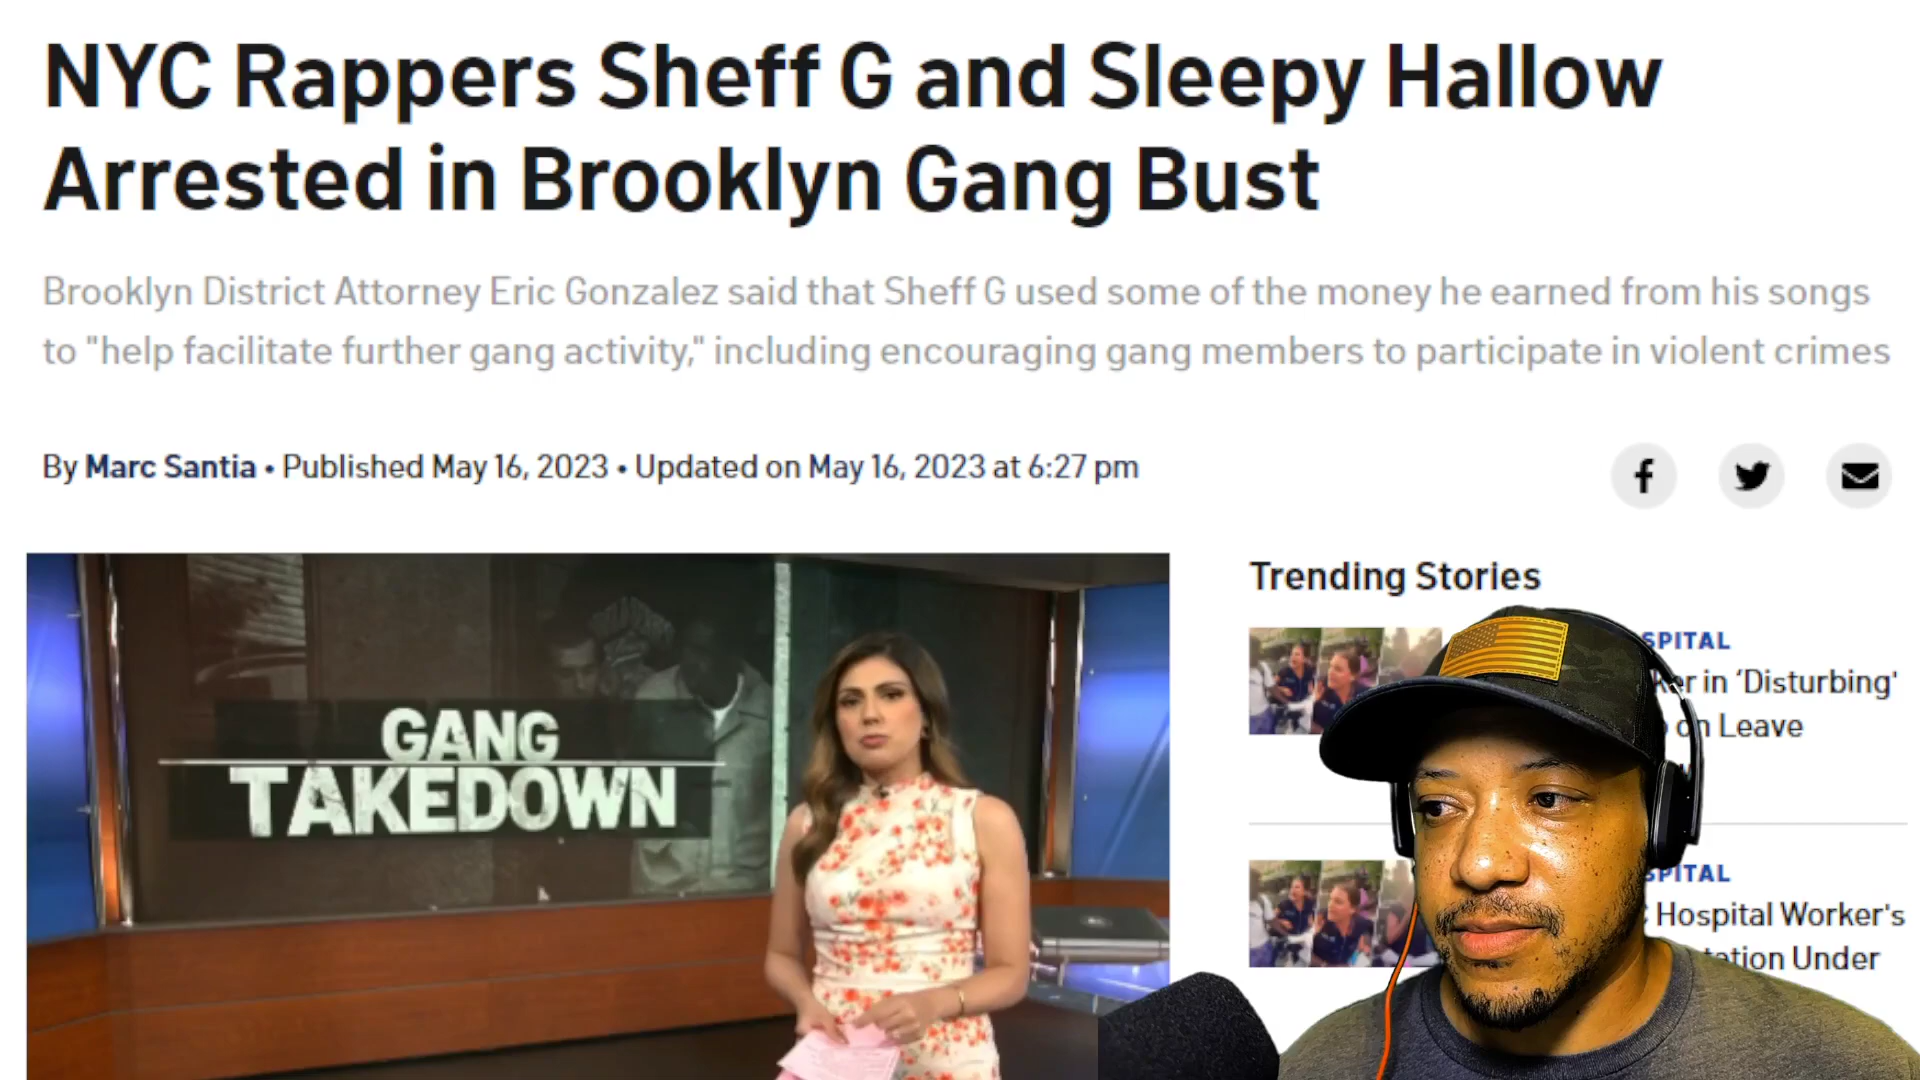 NYC Rappers Sheff G and Sleepy Hallow
Arrested in Brooklyn Gang Bust
Brooklyn District Attorney Eric Gonzalez said that Sheff G used some of the money he earned from his songs
to "help facilitate further gang activity," including encouraging gang members to participate in violent crimes
By Marc Santia • Published May 16, 2023 • Updated on May 16, 2023 at 6:27 pm
GANG
TAKEDOWN
Trending Stories
SPITAL
in ‘Disturbing'
on Leave
SPITAL
Hospital Worker's
tation Under